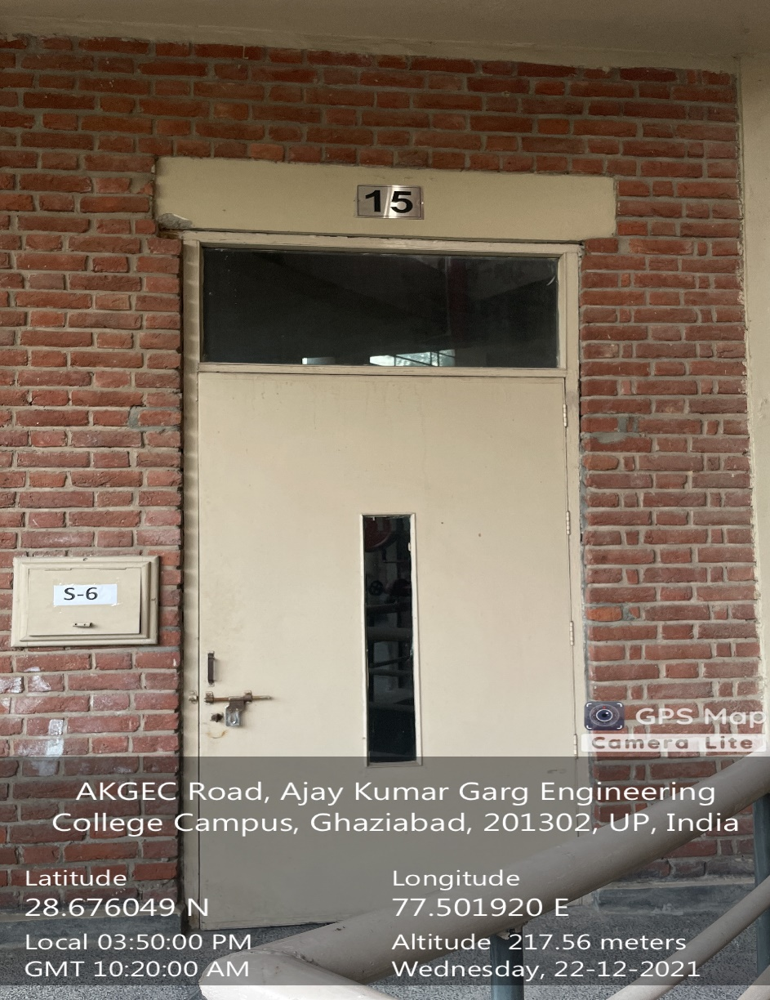 15
S-6
GPS Map
Camera Lite
AKGEC Road, Ajay Kumar Garg Engineering
College Campus, Ghaziabad, 201302, UP, India
Latitude
28.676049 N
Longitude
77.501920 E
Local 03:50:00 PM
GMT 10:20:00 AM
Altitude 217.56 meters
Wednesday, 22-12-2021